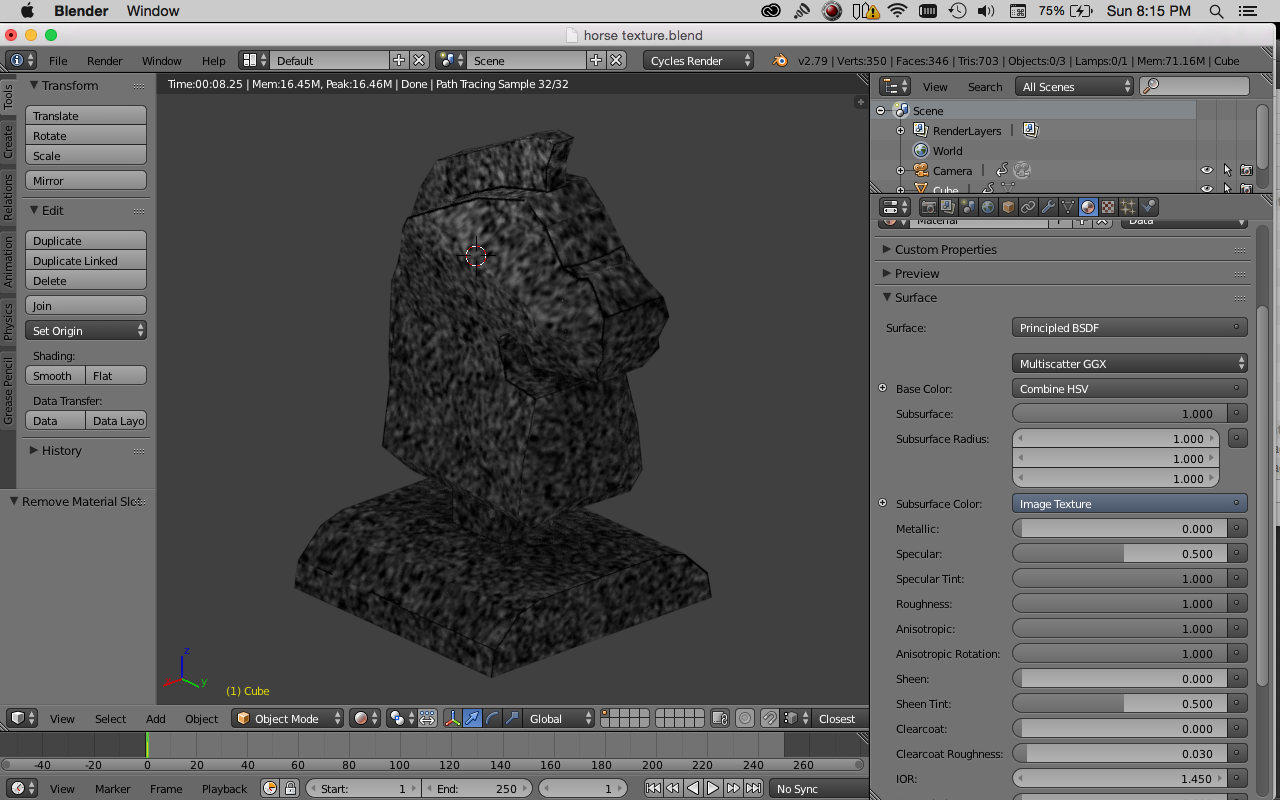 Blender Window 75% Sun 8:15 PM
horse texture.blend
File Render Window Help Default Scene Cycles Render v2.79 | Verts:350 | Faces:346 | Tris:703 | Objects:0/3 | Lamps:0/1 | Mem:71.16M | Cube
Time:00:08.25 | Mem:16.45M, Peak:16.46M | Done | Path Tracing Sample 32/32
Tools
Create
Relations
Animation
Physics
Grease Pencil
Transform
Translate
Rotate
Scale
Mirror
Edit
Duplicate
Duplicate Linked
Delete
Join
Set Origin
Shading:
Smooth Flat
Data Transfer:
Data Data Layo
History
Remove Material Slot
z
x y
(1) Cube
View Select Add Object Object Mode Global Closest
-40 -20 0 20 40 60 80 100 120 140 160 180 200 220 240 260
View Marker Frame Playback Start: 1 End: 250 1 No Sync
View Search All Scenes
Scene
RenderLayers
World
Camera
Cube
Material Data
Custom Properties
Preview
Surface
Surface: Principled BSDF
Multiscatter GGX
Base Color: Combine HSV
Subsurface: 1.000
Subsurface Radius: 1.000
1.000
1.000
Subsurface Color: Image Texture
Metallic: 0.000
Specular: 0.500
Specular Tint: 1.000
Roughness: 1.000
Anisotropic: 1.000
Anisotropic Rotation: 1.000
Sheen: 0.000
Sheen Tint: 0.500
Clearcoat: 0.000
Clearcoat Roughness: 0.030
IOR: 1.450